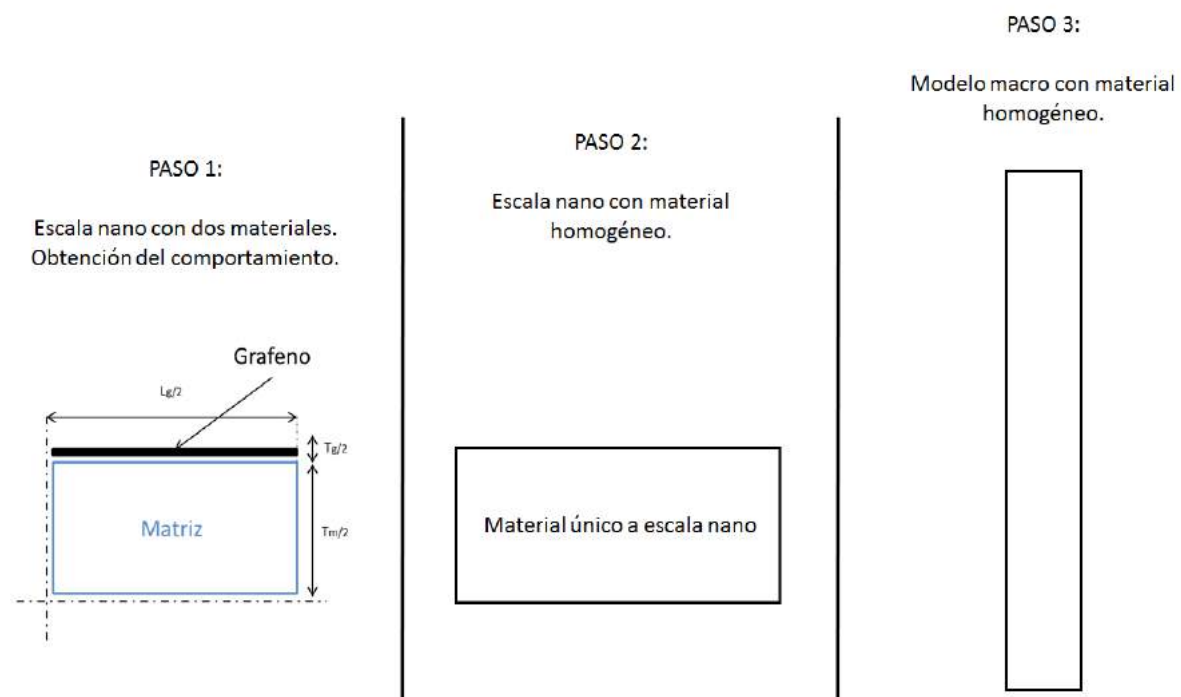 PASO 1:
Escala nano con dos materiales.
Obtención del comportamiento.
Grafeno
Lg/2
Tg/2
Matriz
Tm/2
PASO 2:
Escala nano con material
homogéneo.
Material único a escala nano
PASO 3:
Modelo macro con material
homogéneo.